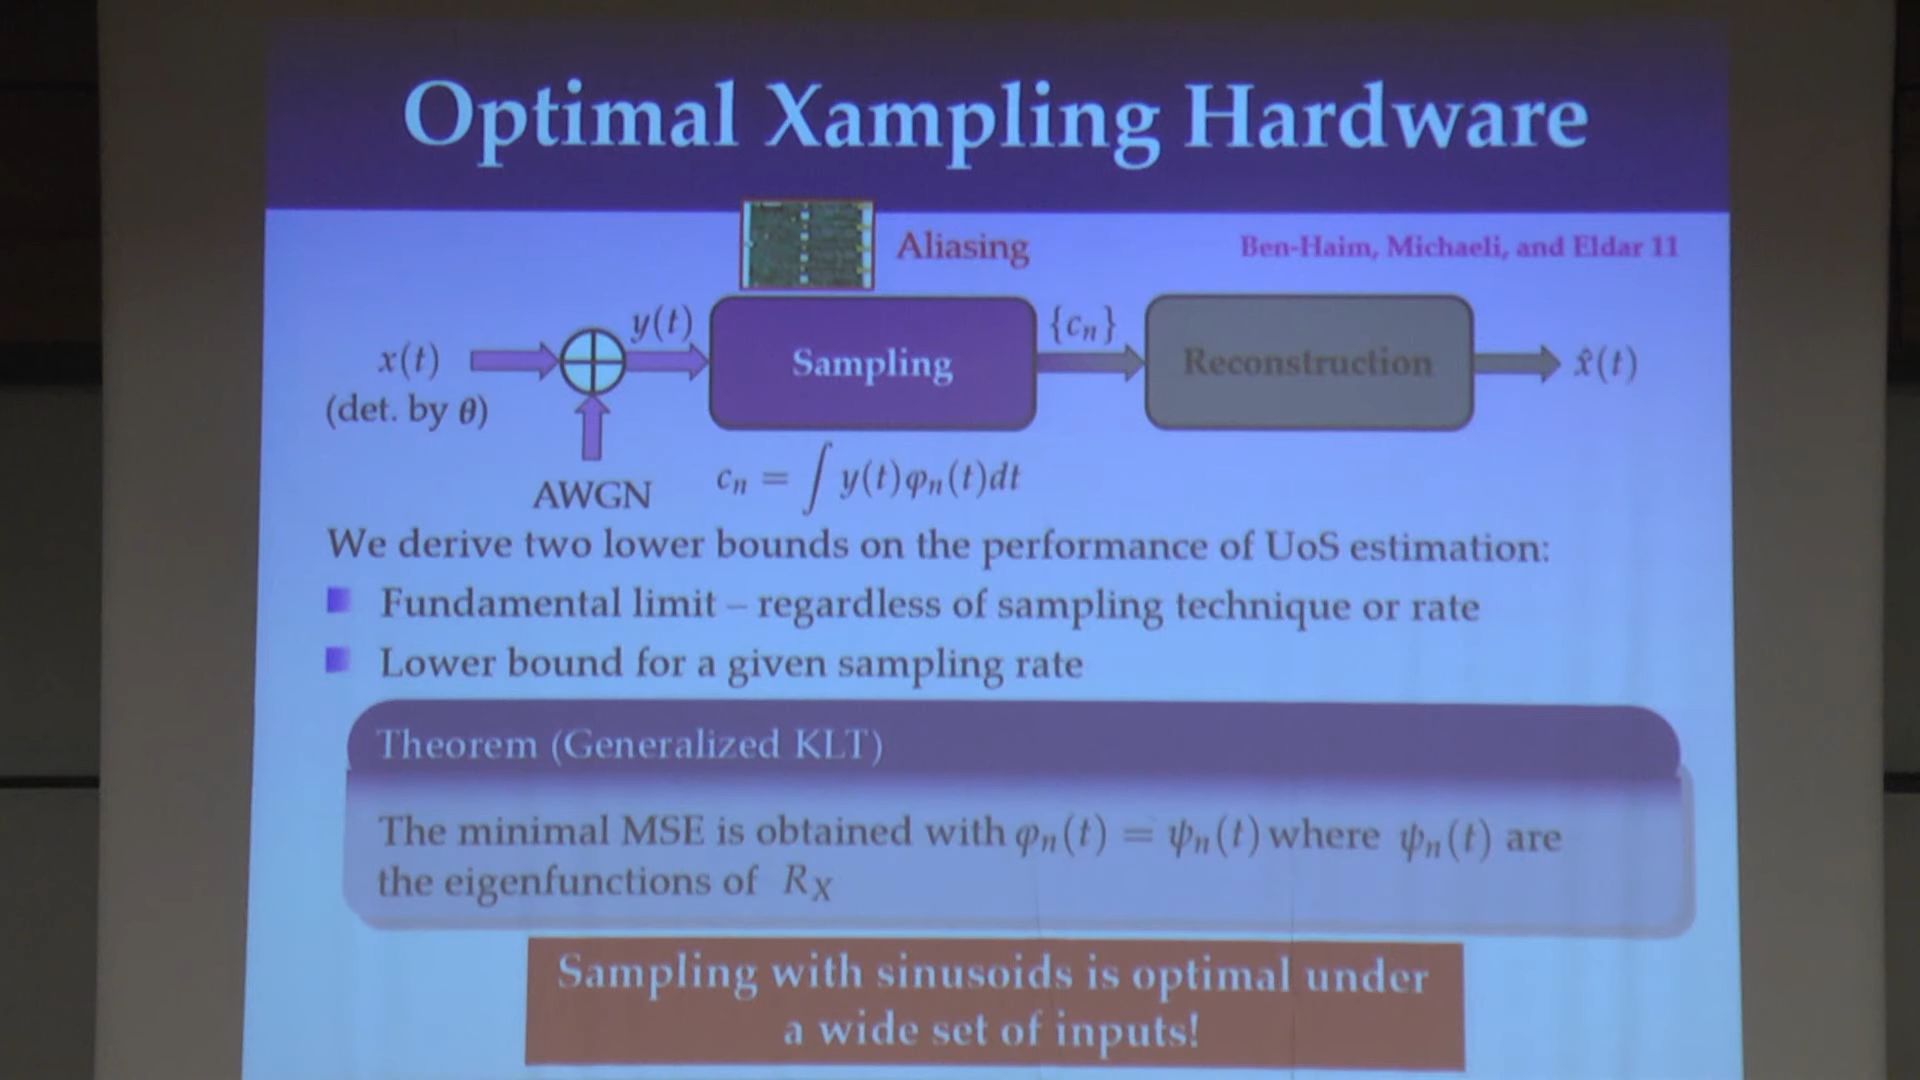 Optimal Xampling Hardware
Aliasing
Ben-Haim, Michaeli, and Eldar 11
x(t)
(det. by θ)
y(t)
AWGN
Sampling
{cₙ}
Reconstruction
x̂(t)
cₙ = ∫ y(t)φₙ(t)dt
We derive two lower bounds on the performance of UoS estimation:
Fundamental limit – regardless of sampling technique or rate
Lower bound for a given sampling rate
Theorem (Generalized KLT)
The minimal MSE is obtained with φₙ(t) = ψₙ(t) where ψₙ(t) are
the eigenfunctions of R_X
Sampling with sinusoids is optimal under
a wide set of inputs!